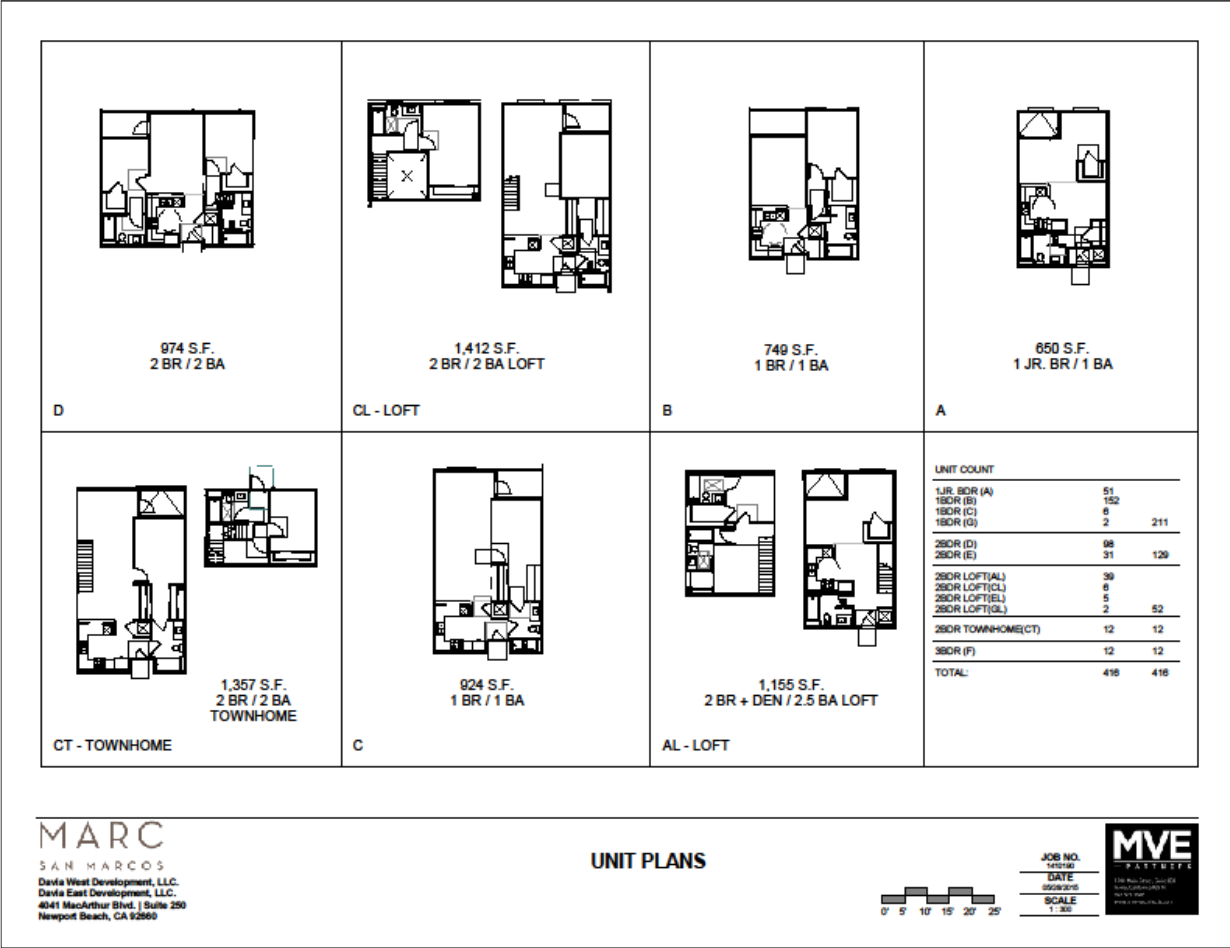 974 S.F.
2 BR / 2 BA
D
1,412 S.F.
2 BR / 2 BA LOFT
CL - LOFT
749 S.F.
1 BR / 1 BA
B
650 S.F.
1 JR. BR / 1 BA
A
1,357 S.F.
2 BR / 2 BA
TOWNHOME
CT - TOWNHOME
924 S.F.
1 BR / 1 BA
C
1,155 S.F.
2 BR + DEN / 2.5 BA LOFT
AL - LOFT
UNIT COUNT
1JR. BDR (A) 51
1BDR (B) 152
1BDR (C) 6
1BDR (G) 2 211
2BDR (D) 98
2BDR (E) 31 129
2BDR LOFT(AL) 39
2BDR LOFT(CL) 6
2BDR LOFT(EL) 5
2BDR LOFT(GL) 2 52
2BDR TOWNHOME(CT) 12 12
3BDR (F) 12 12
TOTAL: 416 416
MARC
SAN MARCOS
Davia West Development, LLC.
Davia East Development, LLC.
4041 MacArthur Blvd. | Suite 250
Newport Beach, CA 92660
UNIT PLANS
0' 5' 10' 15' 20' 25'
JOB NO.
DATE
05/28/2015
SCALE
1 : 300
MVE
PARTNERS